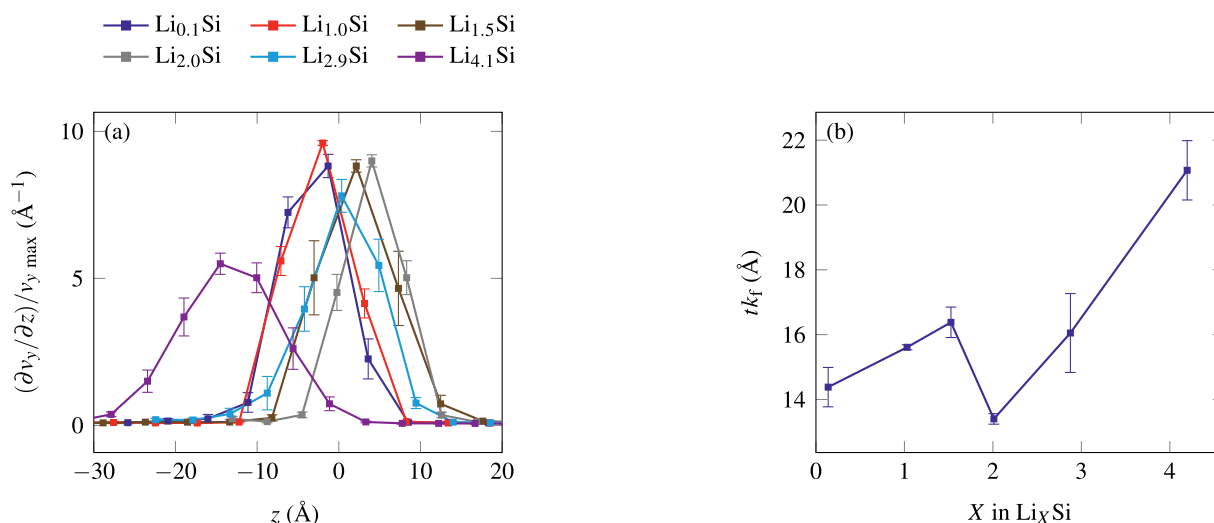 Li0.1Si Li1.0Si Li1.5Si
Li2.0Si Li2.9Si Li4.1Si
(a)
(∂vy/∂z)/vy max (Å−1)
10
5
0
−30 −20 −10 0 10 20
z (Å)
(b)
tkf (Å)
22
20
18
16
14
0 1 2 3 4
X in LiXSi